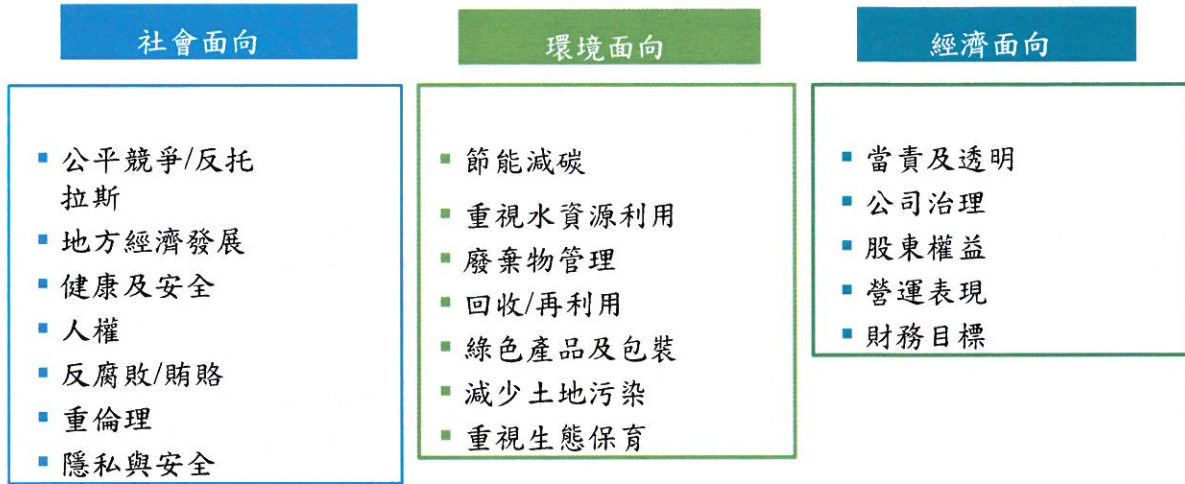 社會面向
公平競爭/反托
拉斯
地方經濟發展
健康及安全
人權
反腐敗/賄賂
重倫理
隱私與安全
環境面向
節能減碳
重視水資源利用
廢棄物管理
回收/再利用
綠色產品及包裝
減少土地污染
重視生態保育
經濟面向
當責及透明
公司治理
股東權益
營運表現
財務目標